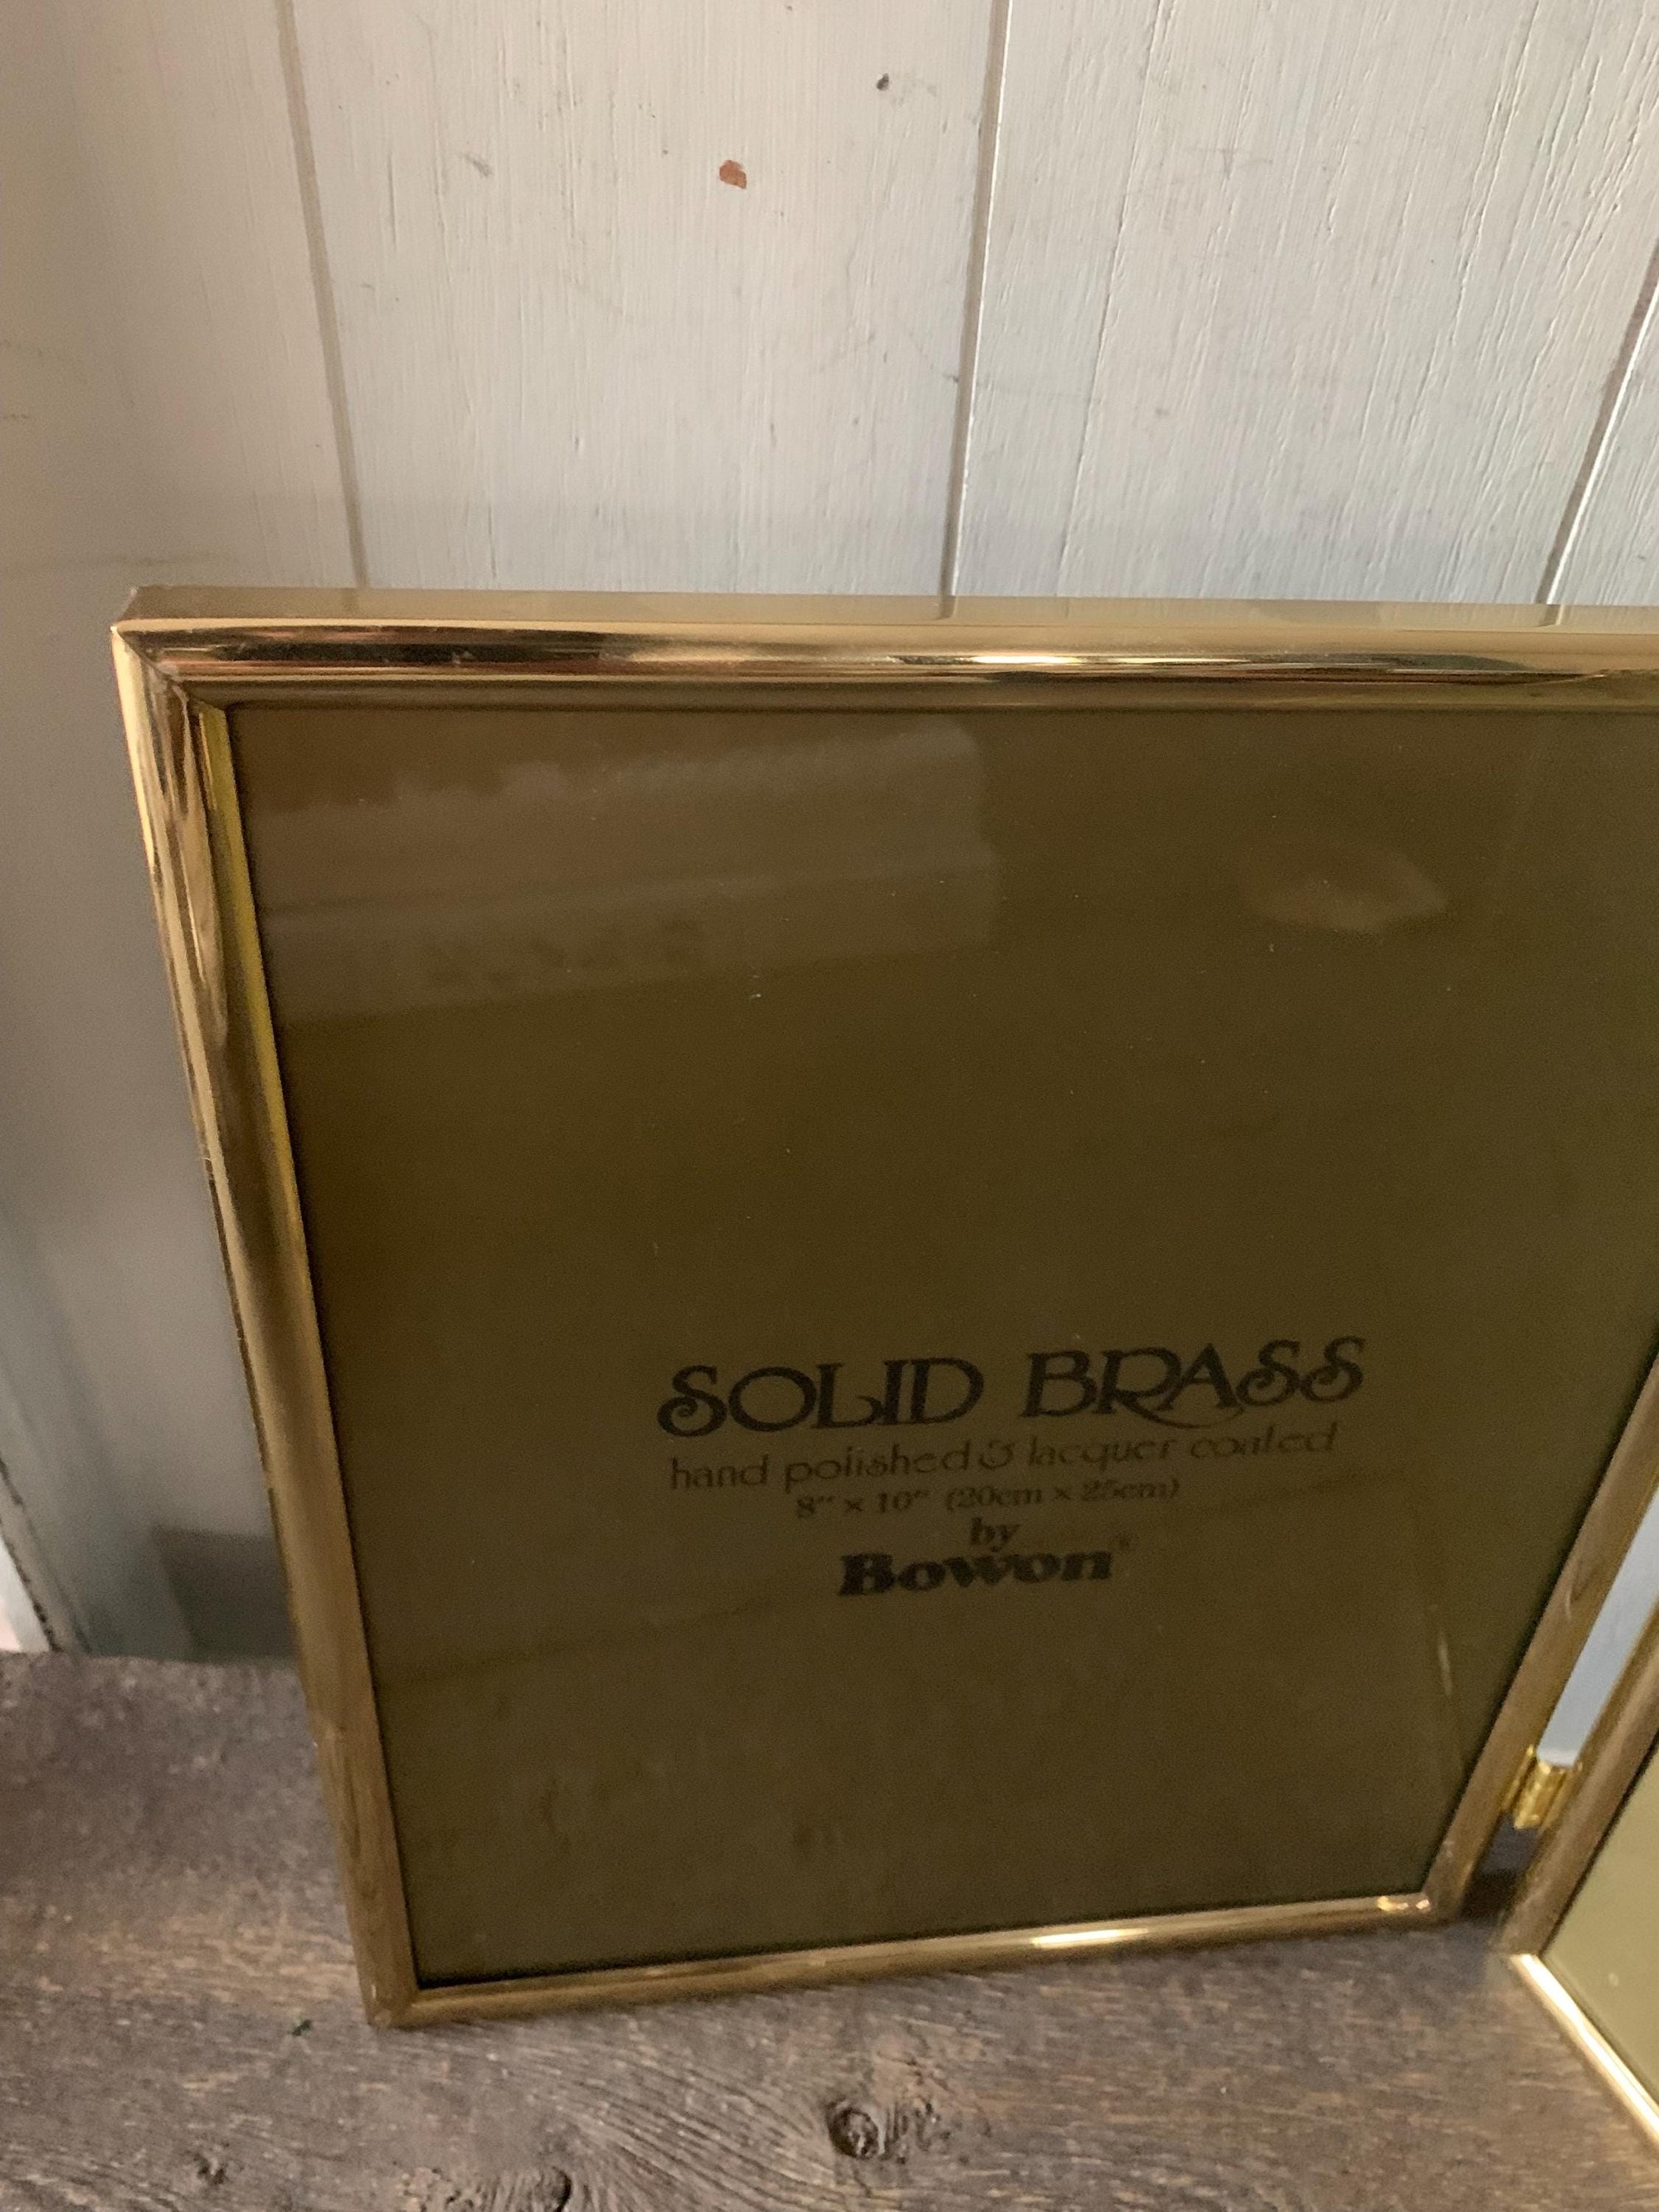 SOLID BRASS
hand polished & lacquer coated
8" × 10" (20cm × 25cm)
by
Bowon®